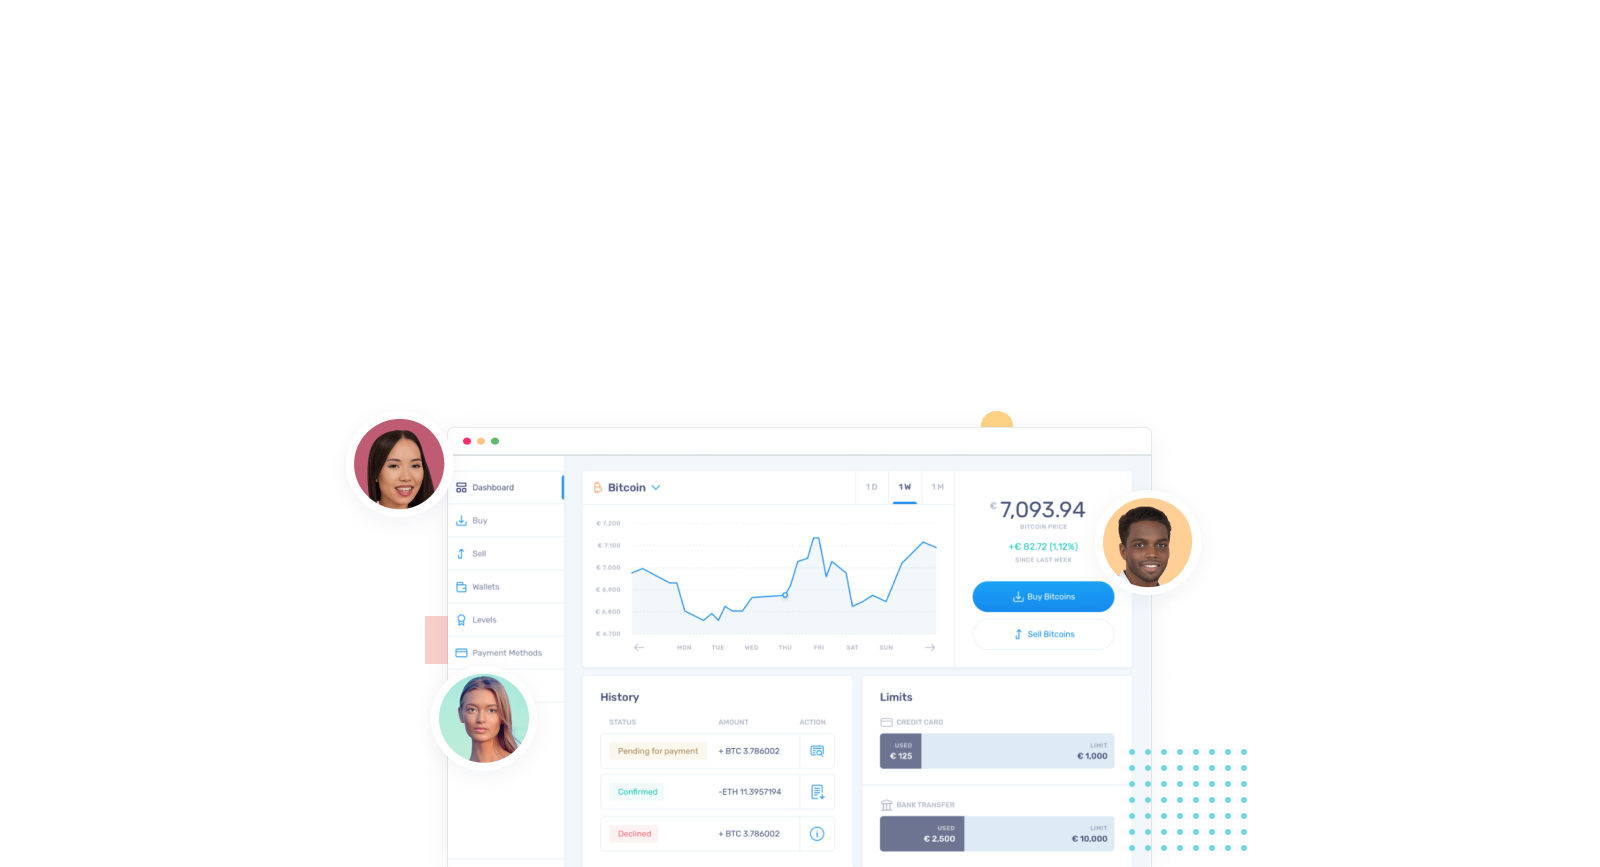 Dashboard
Buy
Sell
Wallets
Levels
Payment Methods
Bitcoin
1 D
1 W
1 M
€ 7,200
€ 7,100
€ 7,000
€ 6,900
€ 6,800
€ 6,700
MON TUE WED THU FRI SAT SUN
€ 7,093.94
BITCOIN PRICE
+€ 82.72 (1,12%)
SINCE LAST WEEK
Buy Bitcoins
Sell Bitcoins
History
STATUS AMOUNT ACTION
Pending for payment + BTC 3.786002
Confirmed -ETH 11.3957194
Declined + BTC 3.786002
Limits
CREDIT CARD
USED LIMIT
€ 125 € 1,000
BANK TRANSFER
USED LIMIT
€ 2,500 € 10,000